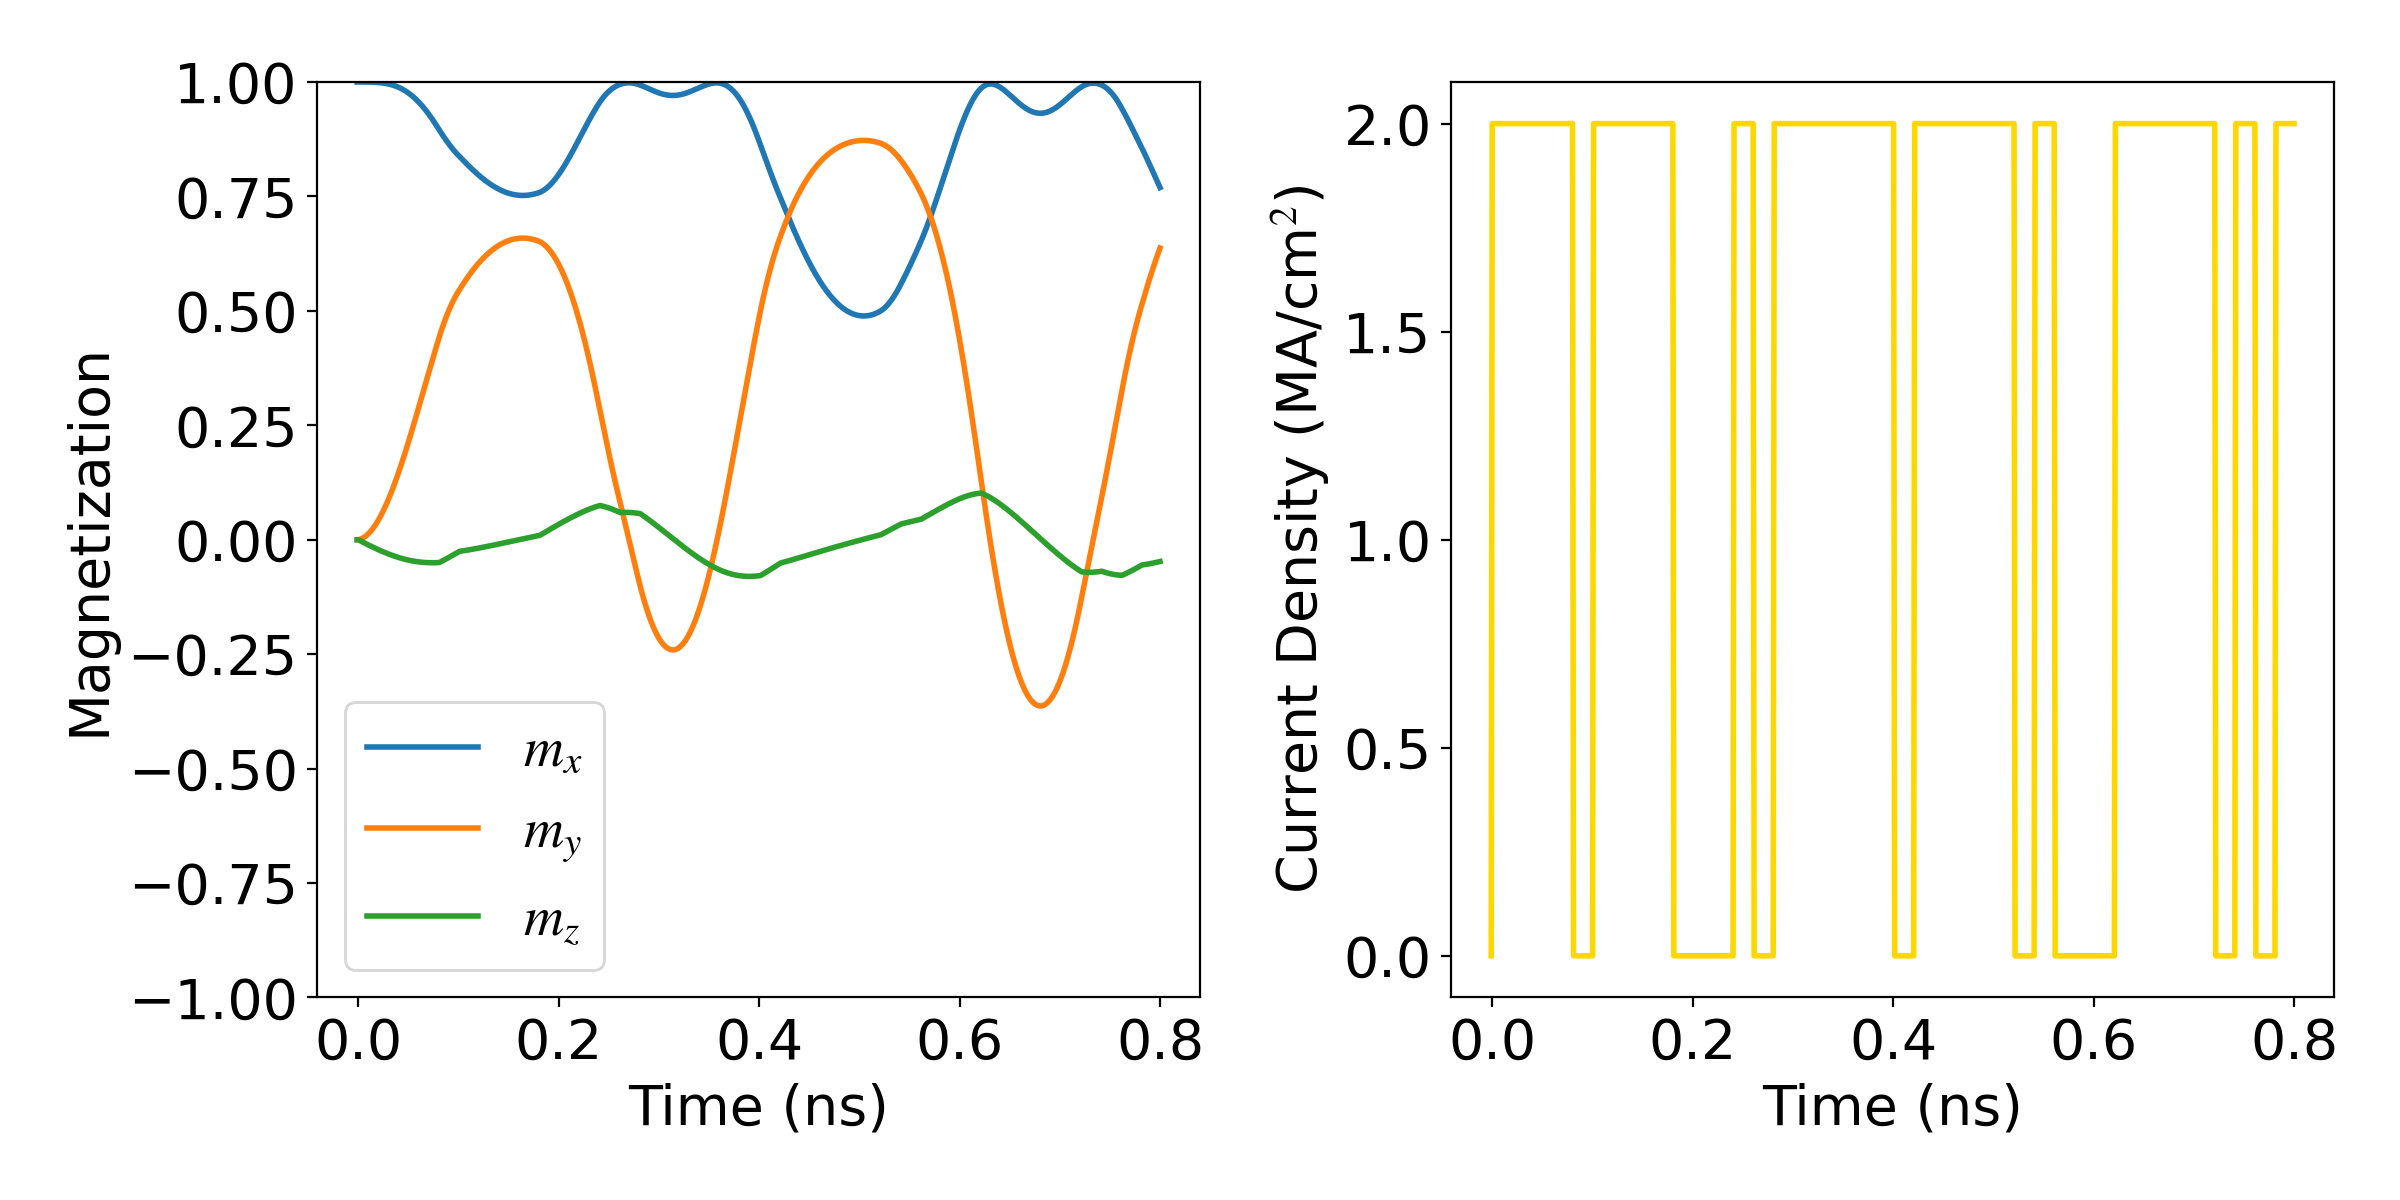 1.00
0.75
0.50
0.25
0.00
−0.25
−0.50
−0.75
−1.00
Magnetization
m_x
m_y
m_z
0.0 0.2 0.4 0.6 0.8
Time (ns)
2.0
1.5
1.0
0.5
0.0
Current Density (MA/cm²)
0.0 0.2 0.4 0.6 0.8
Time (ns)